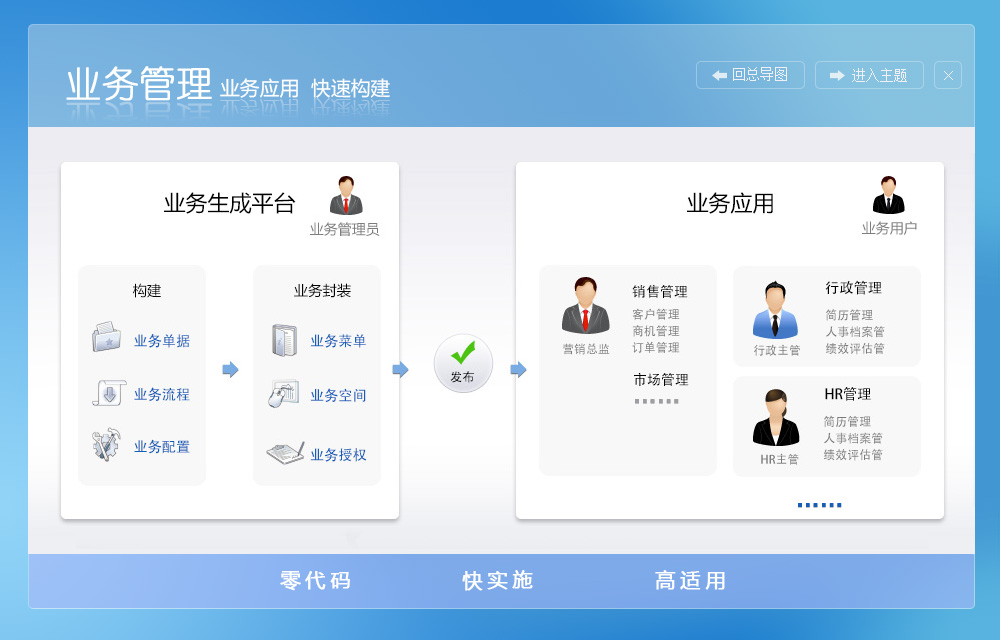 业务管理 业务应用 快速构建
回总导图
进入主题
业务生成平台
业务管理员
构建
业务单据
业务流程
业务配置
业务封装
业务菜单
业务空间
业务授权
发布
业务应用
业务用户
营销总监
销售管理
客户管理
商机管理
订单管理
市场管理
行政主管
行政管理
简历管理
人事档案管
绩效评估管
HR主管
HR管理
简历管理
人事档案管
绩效评估管
零代码
快实施
高适用